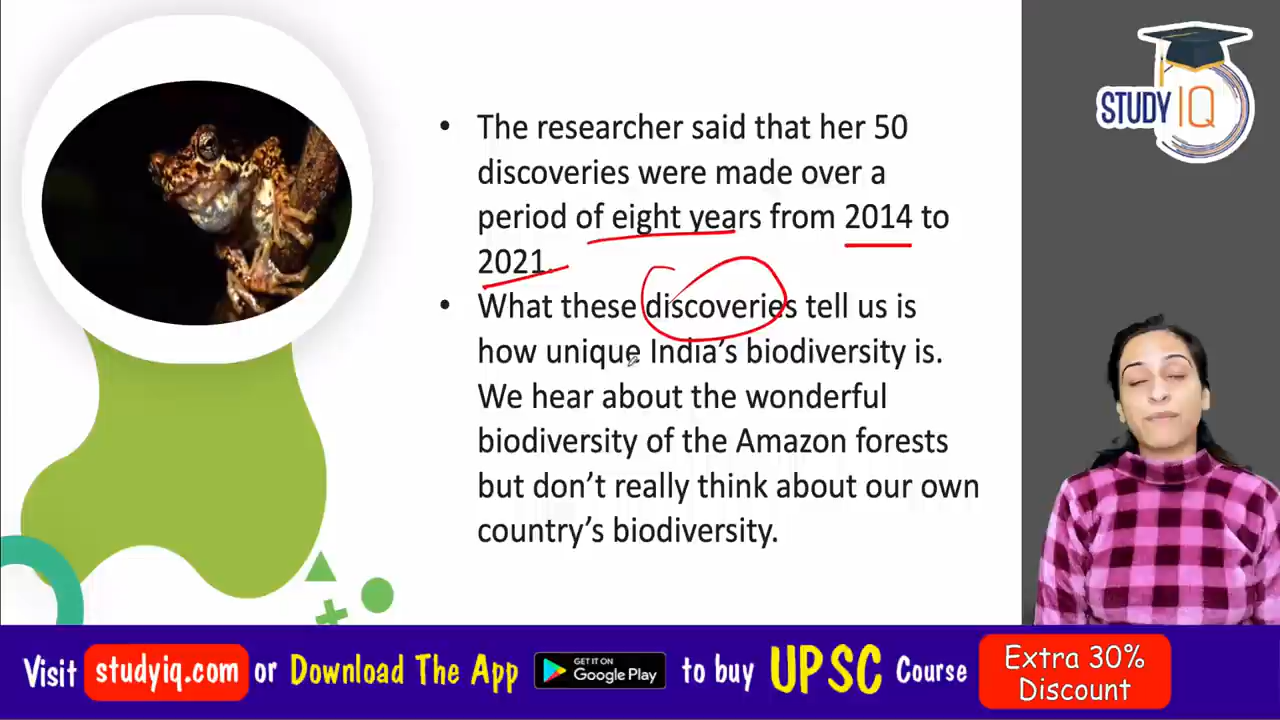 STUDY IQ
• The researcher said that her 50
discoveries were made over a
period of eight years from 2014 to
2021.
• What these discoveries tell us is
how unique India’s biodiversity is.
We hear about the wonderful
biodiversity of the Amazon forests
but don’t really think about our own
country’s biodiversity.
Visit studyiq.com or Download The App GET IT ON Google Play to buy UPSC Course Extra 30% Discount